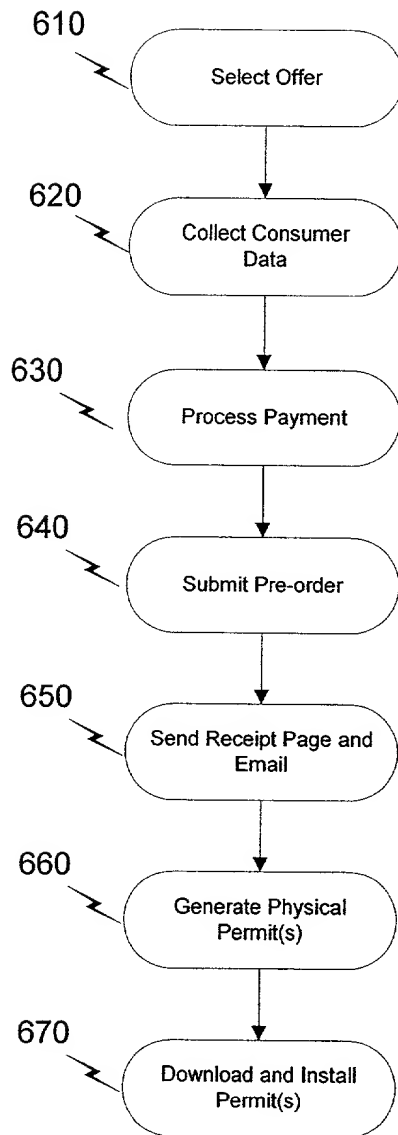 610
Select Offer
620
Collect Consumer
Data
630
Process Payment
640
Submit Pre-order
650
Send Receipt Page and
Email
660
Generate Physical
Permit(s)
670
Download and Install
Permit(s)